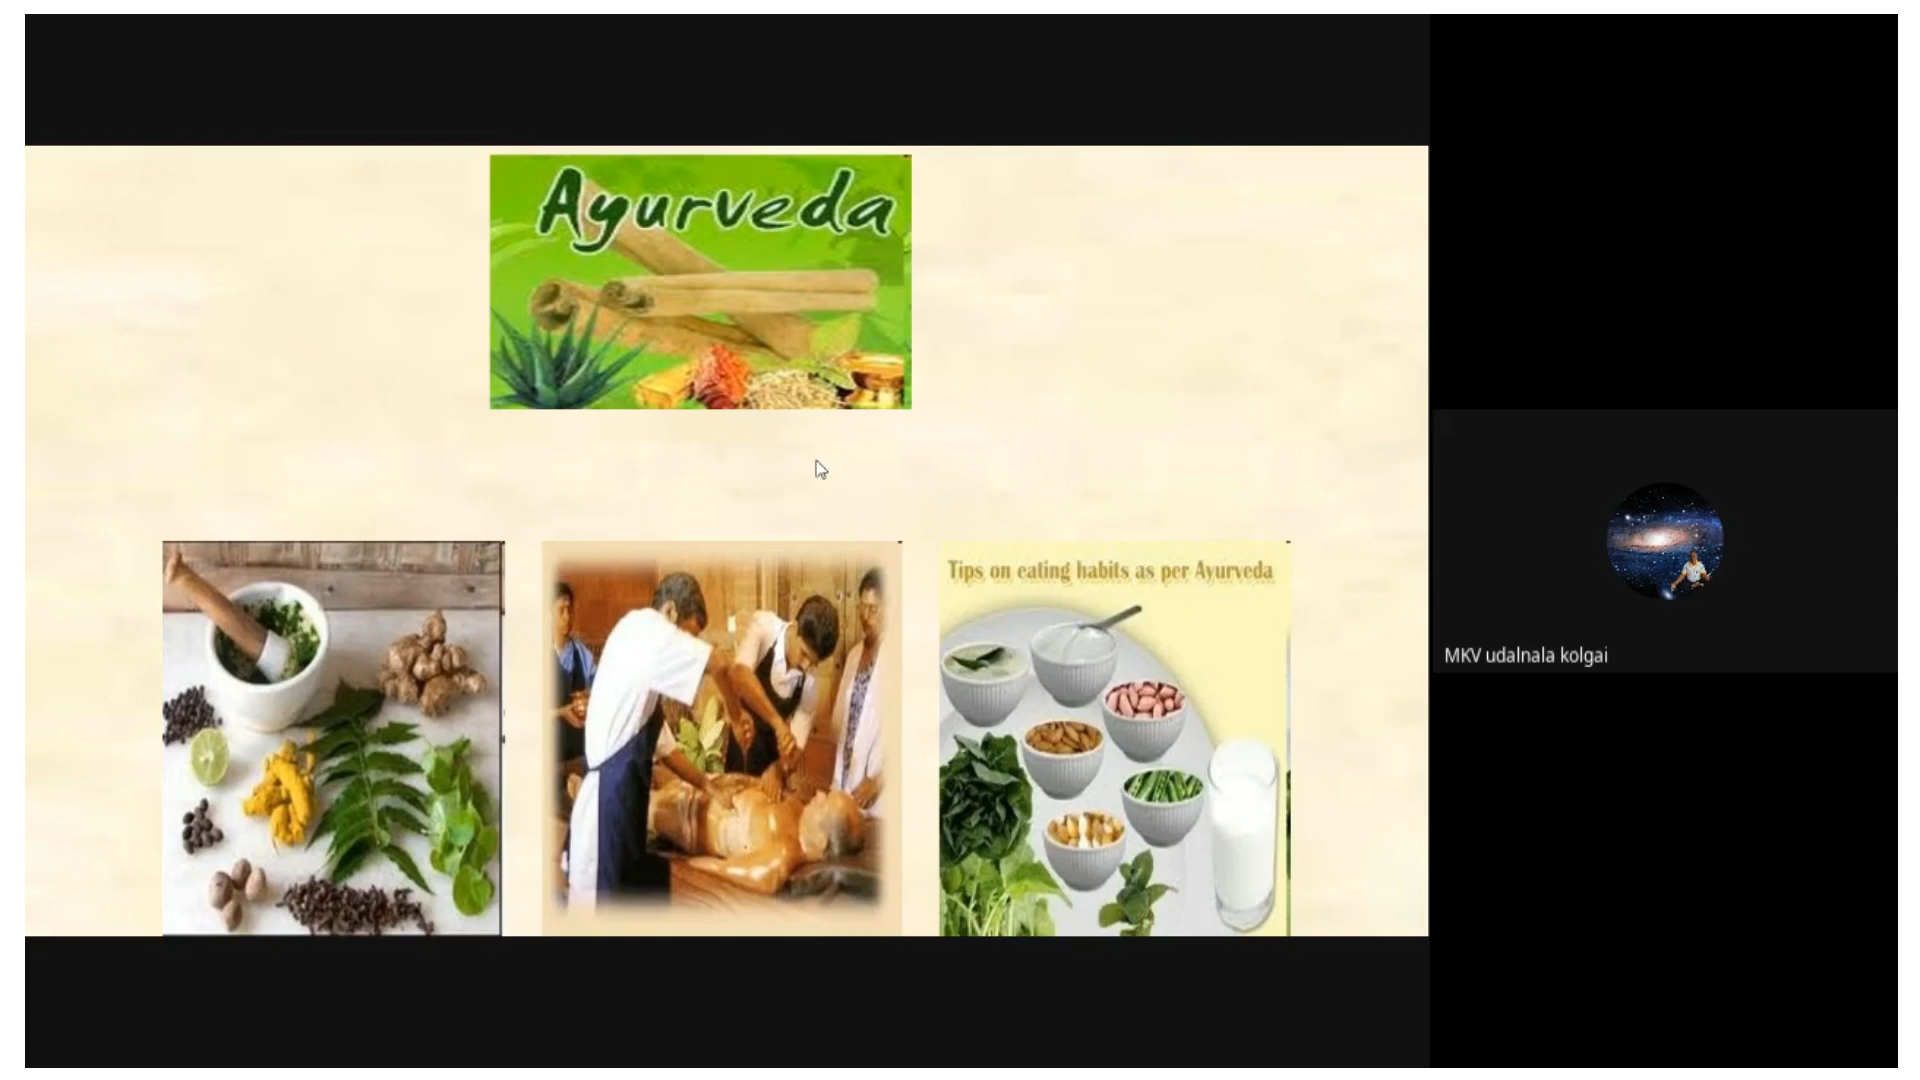 Ayurveda
Tips on eating habits as per Ayurveda
MKV udalnala kolgai